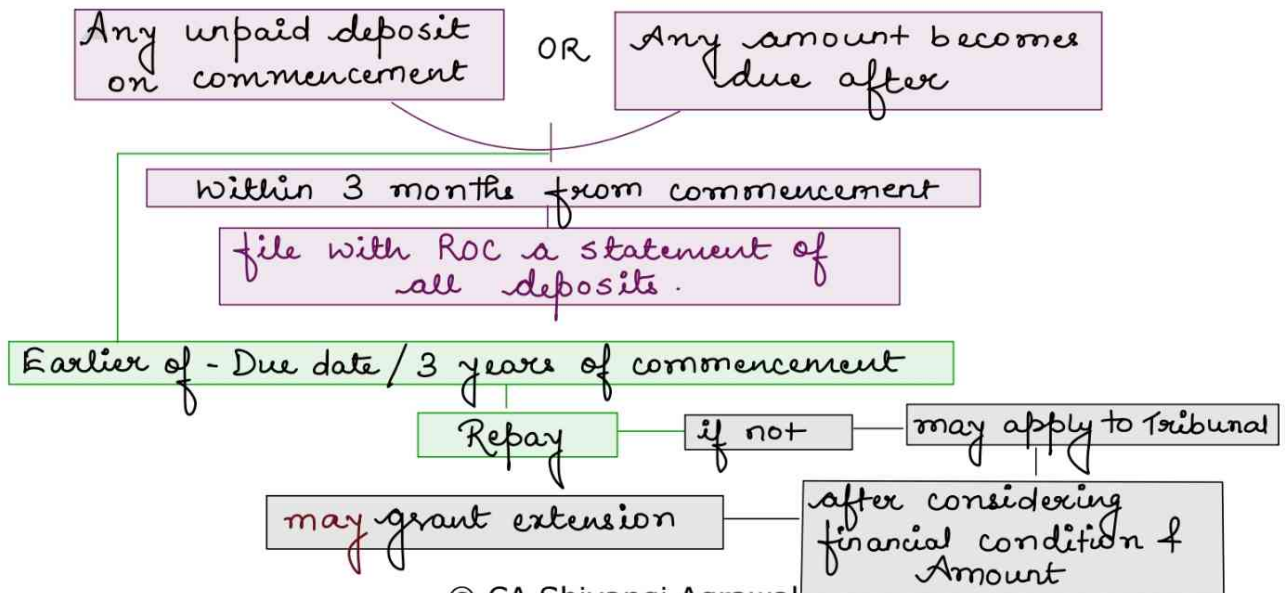 Any unpaid deposit
on commencement
OR
Any amount becomes
due after
within 3 months from commencement
file with ROC a statement of
all deposits.
Earlier of - Due date / 3 years of commencement
Repay
if not
may apply to Tribunal
may grant extension
after considering
financial condition &
Amount
© CA Shivangi Agrawal